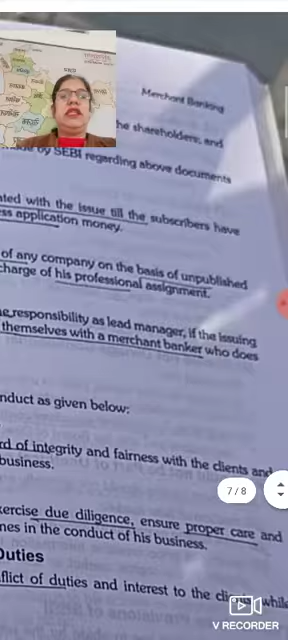 Merchant Banking
he shareholders; and
by SEBI regarding above documents
ated with the issue till the subscribers have
ess application money.
of any company on the basis of unpublished
charge of his professional assignment.
responsibility as lead manager, if the issuing
themselves with a merchant banker who does
nduct as given below:
rd of integrity and fairness with the clients and
business.
7/8
xercise due diligence, ensure proper care and
nes in the conduct of his business.
Duties
flict of duties and interest to the while
V RECORDER